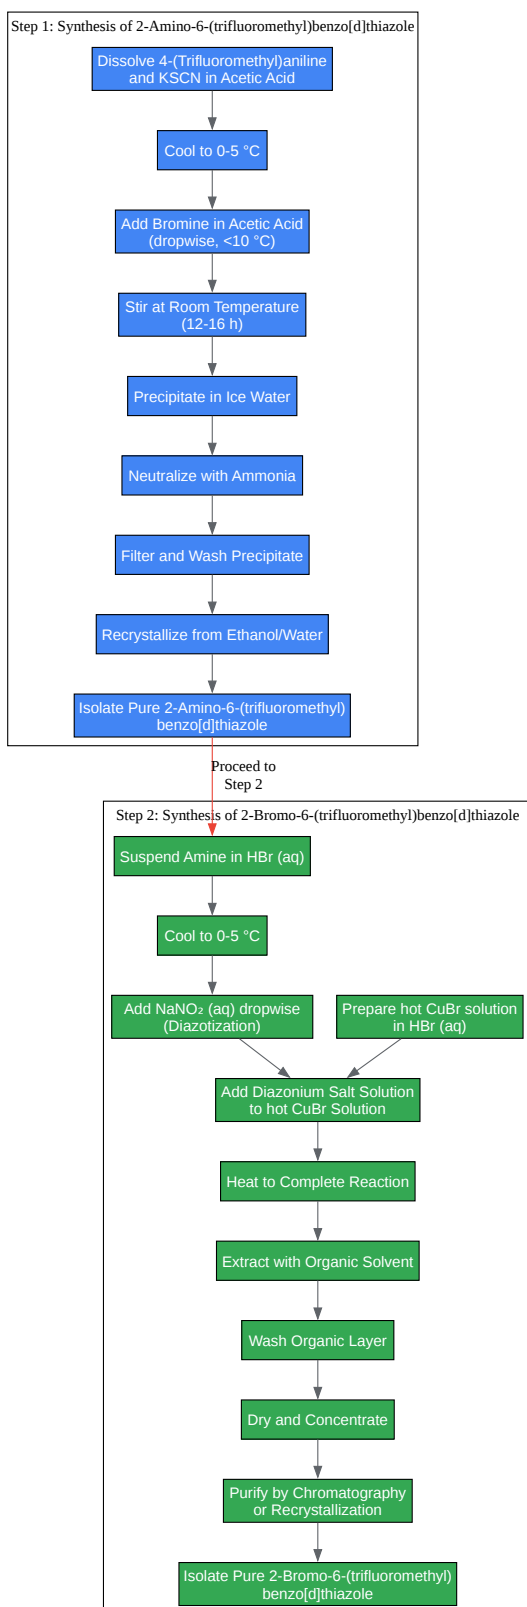 Step 1: Synthesis of 2-Amino-6-(trifluoromethyl)benzo[d]thiazole
Dissolve 4-(Trifluoromethyl)aniline
and KSCN in Acetic Acid
Cool to 0-5 °C
Add Bromine in Acetic Acid
(dropwise, <10 °C)
Stir at Room Temperature
(12-16 h)
Precipitate in Ice Water
Neutralize with Ammonia
Filter and Wash Precipitate
Recrystallize from Ethanol/Water
Isolate Pure 2-Amino-6-(trifluoromethyl)
benzo[d]thiazole
Proceed to
Step 2
Step 2: Synthesis of 2-Bromo-6-(trifluoromethyl)benzo[d]thiazole
Suspend Amine in HBr (aq)
Cool to 0-5 °C
Add NaNO₂ (aq) dropwise
(Diazotization)
Prepare hot CuBr solution
in HBr (aq)
Add Diazonium Salt Solution
to hot CuBr Solution
Heat to Complete Reaction
Extract with Organic Solvent
Wash Organic Layer
Dry and Concentrate
Purify by Chromatography
or Recrystallization
Isolate Pure 2-Bromo-6-(trifluoromethyl)
benzo[d]thiazole